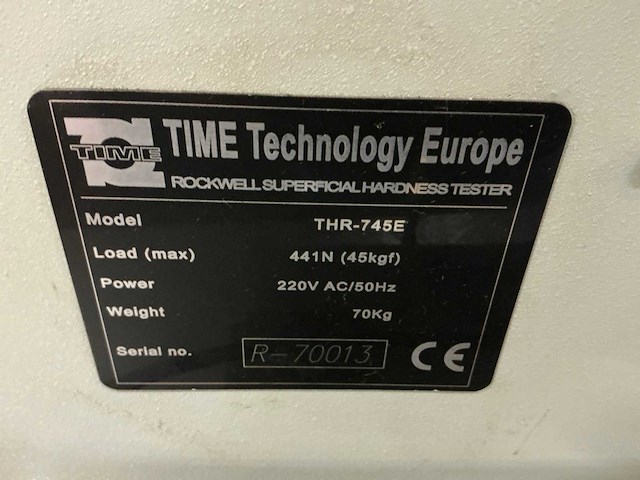 TIME
TIME Technology Europe
ROCKWELL SUPERFICIAL HARDNESS TESTER
Model THR-745E
Load (max) 441N (45kgf)
Power 220V AC/50Hz
Weight 70Kg
Serial no. R-70013 CE